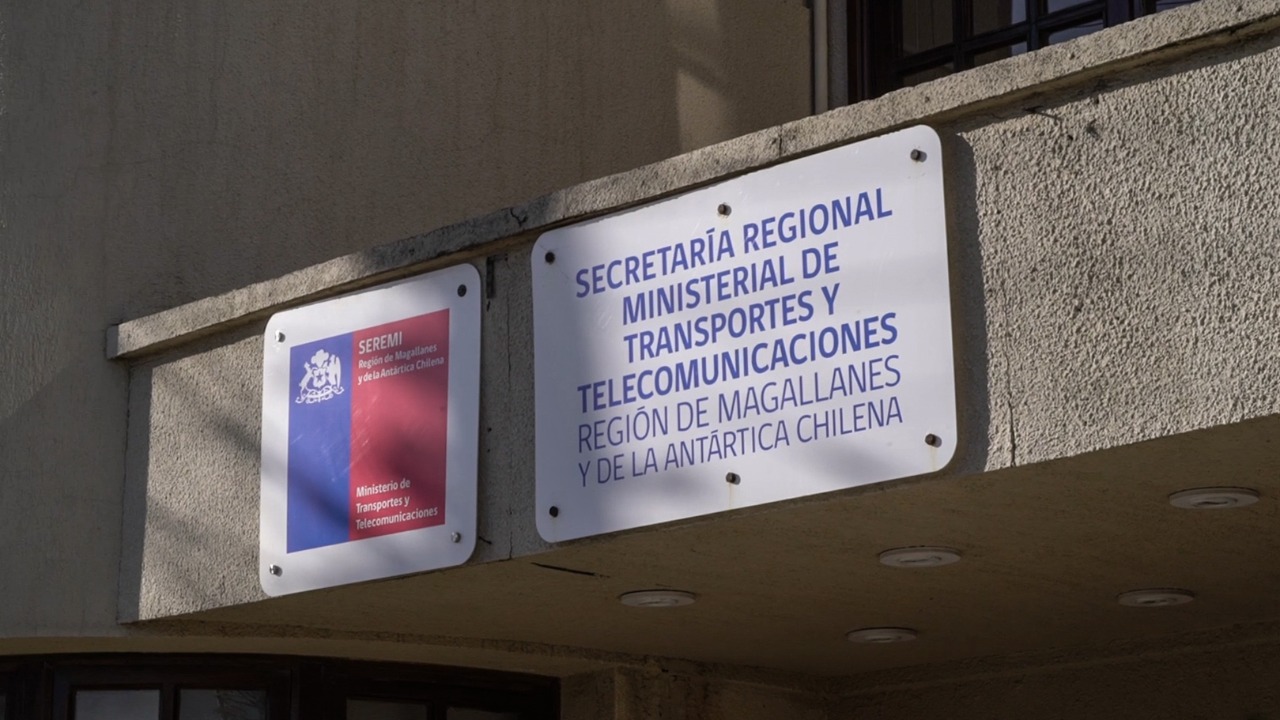 SEREMI
Región de Magallanes
y de la Antártica Chilena
Ministerio de
Transportes y
Telecomunicaciones
SECRETARÍA REGIONAL
MINISTERIAL DE
TRANSPORTES Y
TELECOMUNICACIONES
REGIÓN DE MAGALLANES
Y DE LA ANTÁRTICA CHILENA